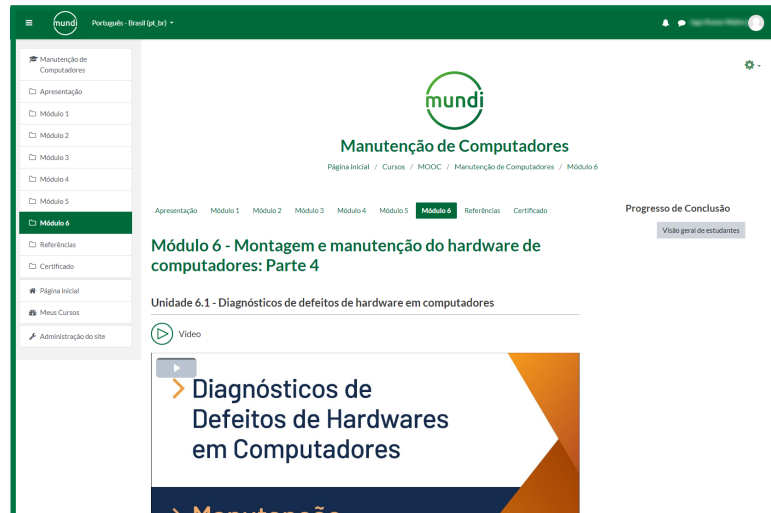 mundi
Português - Brasil (pt_br)
Manutenção de
Computadores
Apresentação
Módulo 1
Módulo 2
Módulo 3
Módulo 4
Módulo 5
Módulo 6
Referências
Certificado
Página inicial
Meus Cursos
Administração do site
mundi
Manutenção de Computadores
Página inicial / Cursos / MOOC / Manutenção de Computadores / Módulo 6
Apresentação Módulo 1 Módulo 2 Módulo 3 Módulo 4 Módulo 5 Módulo 6 Referências Certificado
Módulo 6 - Montagem e manutenção do hardware de
computadores: Parte 4
Unidade 6.1 - Diagnósticos de defeitos de hardware em computadores
Vídeo
Diagnósticos de
Defeitos de Hardwares
em Computadores
Manutenção
Progresso de Conclusão
Visão geral de estudantes